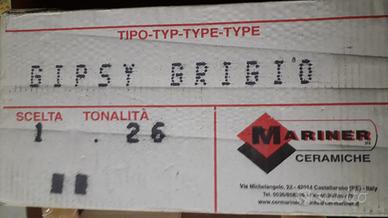 TIPO-TYP-TYPE-TYPE
GIPSY GRIGIO
SCELTA TONALITÀ
1 . 26
MARINER
CERAMICHE
Via Michelangelo, 22 - 42014 Castellarano (RE) - Italy